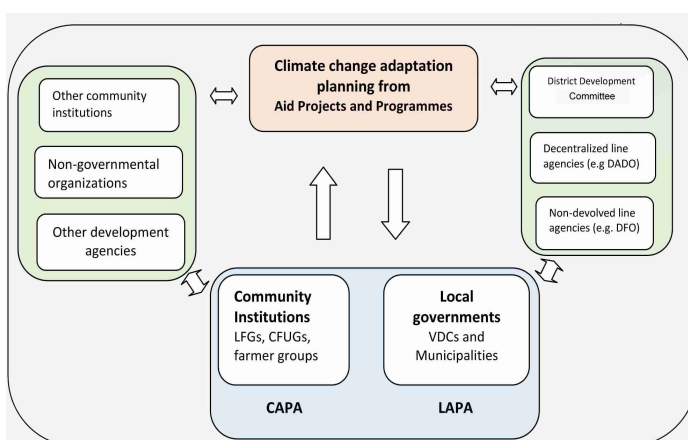 Climate change adaptation
planning from
Aid Projects and Programmes
Other community
institutions
Non-governmental
organizations
Other development
agencies
District Development
Committee
Decentralized line
agencies (e.g DADO)
Non-devolved line
agencies (e.g. DFO)
Community
Institutions
LFGs, CFUGs,
farmer groups
CAPA
Local
governments
VDCs and
Municipalities
LAPA